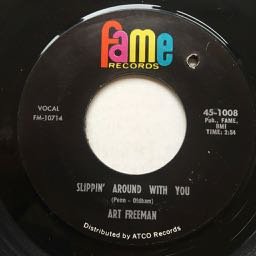 fame
RECORDS
VOCAL
FM-10714
45-1008
Pub., FAME,
BMI
TIME: 2:54
SLIPPIN' AROUND WITH YOU
(Penn - Oldham)
ART FREEMAN
Distributed by ATCO Records